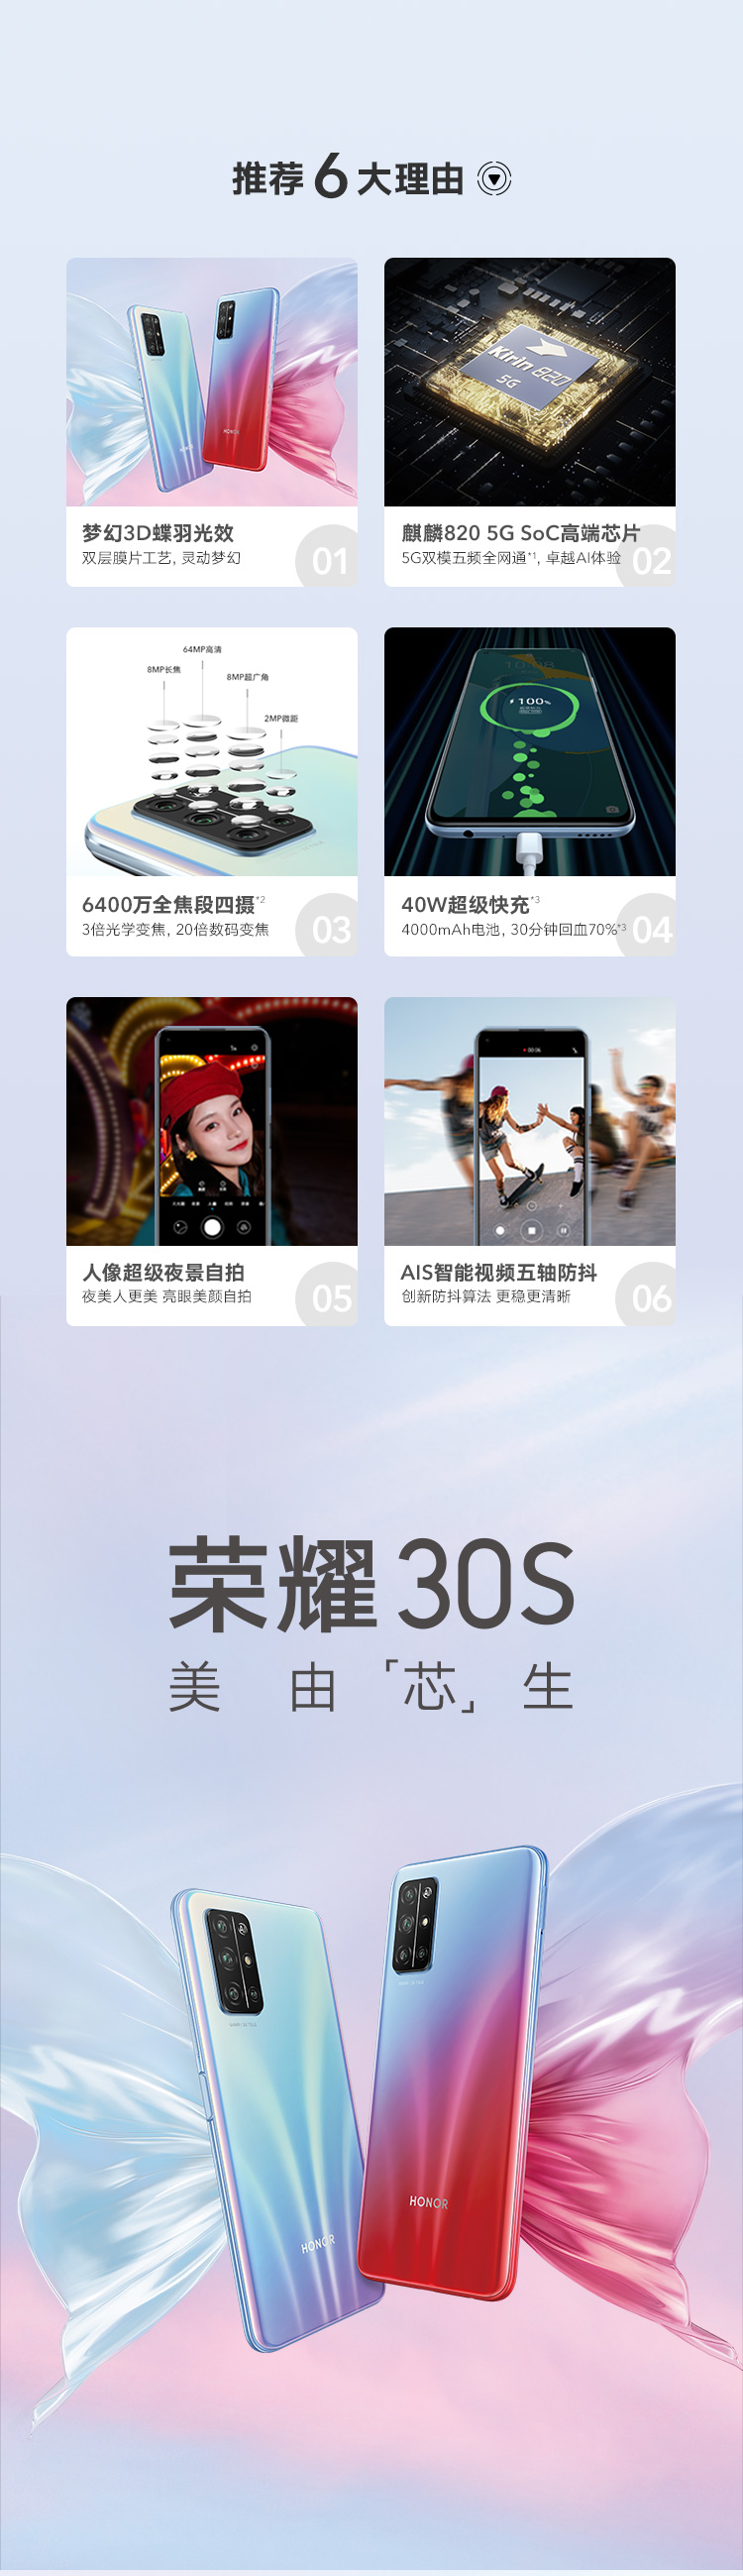 推荐6大理由
HONOR
HONOR
Kirin 820
5G
梦幻3D蝶羽光效
双层膜片工艺, 灵动梦幻
01
麒麟820 5G SoC高端芯片
5G双模五频全网通*1, 卓越AI体验
02
64MP高清
8MP长焦
8MP超广角
2MP微距
10:08
100%
6400万全焦段四摄*2
3倍光学变焦, 20倍数码变焦
03
40W超级快充*3
4000mAh电池, 30分钟回血70%*3
04
人像超级夜景自拍
夜美人更美 亮眼美颜自拍
05
00:06
AIS智能视频五轴防抖
创新防抖算法 更稳更清晰
06
荣耀30S
美由「芯」生
HONOR
HONOR